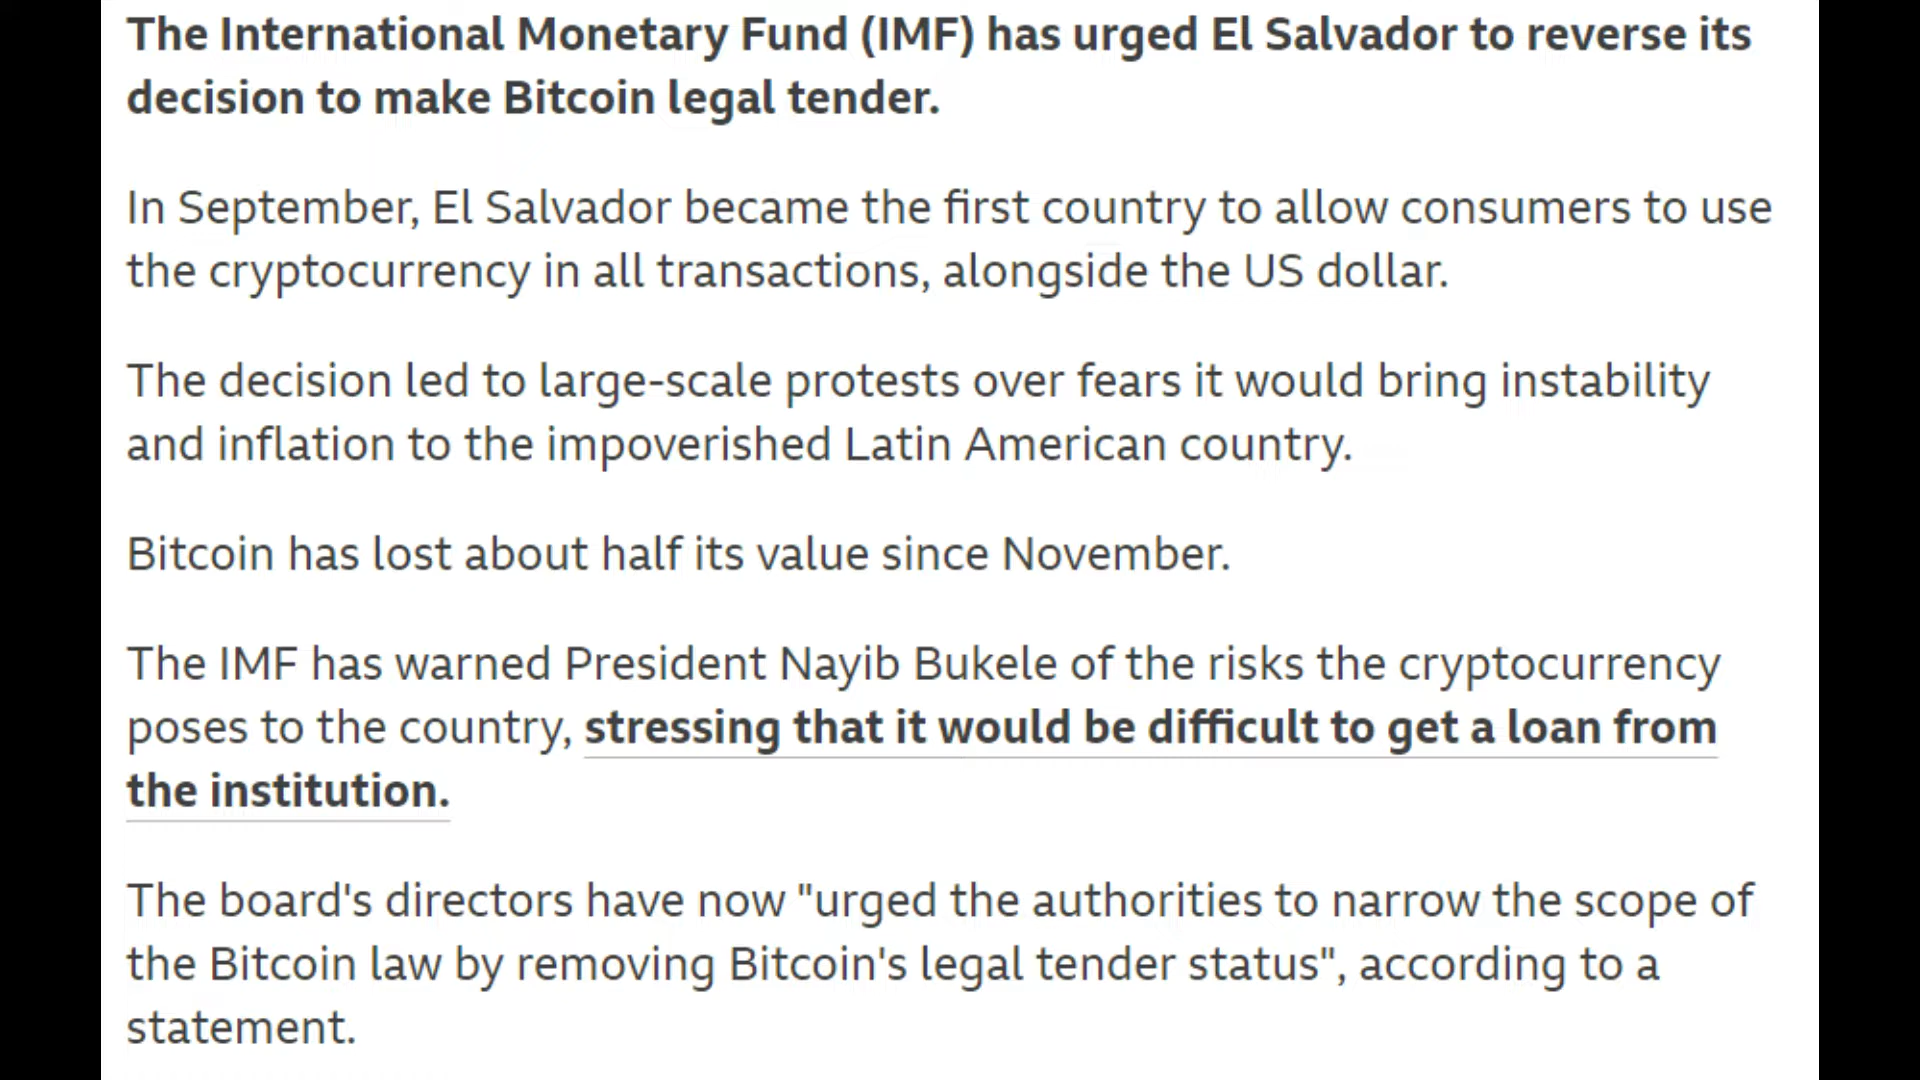 The International Monetary Fund (IMF) has urged El Salvador to reverse its
decision to make Bitcoin legal tender.
In September, El Salvador became the first country to allow consumers to use
the cryptocurrency in all transactions, alongside the US dollar.
The decision led to large-scale protests over fears it would bring instability
and inflation to the impoverished Latin American country.
Bitcoin has lost about half its value since November.
The IMF has warned President Nayib Bukele of the risks the cryptocurrency
poses to the country, stressing that it would be difficult to get a loan from
the institution.
The board's directors have now "urged the authorities to narrow the scope of
the Bitcoin law by removing Bitcoin's legal tender status", according to a
statement.